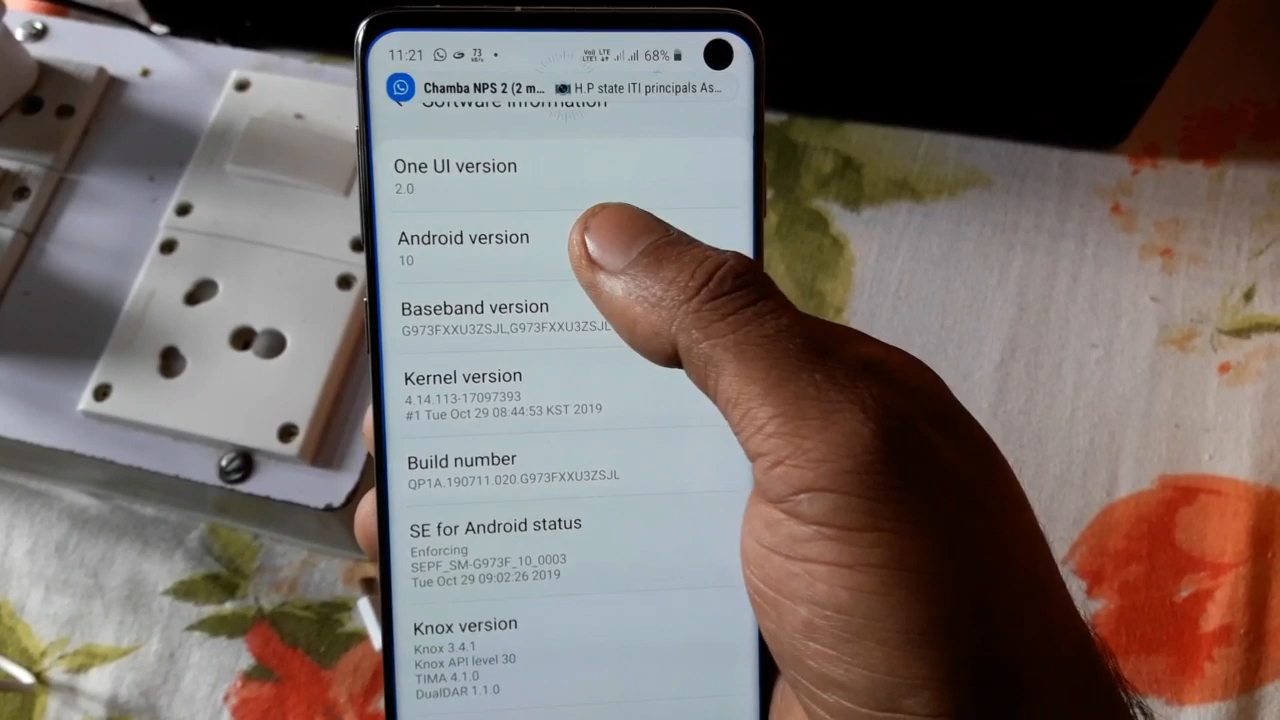 11:21 73 KB/s VoLTE LTE1 LTE 68%
Chamba NPS 2 (2 m... H.P state ITI principals As...
Software information
One UI version
2.0
Android version
10
Baseband version
G973FXXU3ZSJL,G973FXXU3ZSJL
Kernel version
4.14.113-17097393
#1 Tue Oct 29 08:44:53 KST 2019
Build number
QP1A.190711.020.G973FXXU3ZSJL
SE for Android status
Enforcing
SEPF_SM-G973F_10_0003
Tue Oct 29 09:02:26 2019
Knox version
Knox 3.4.1
Knox API level 30
TIMA 4.1.0
DualDAR 1.1.0